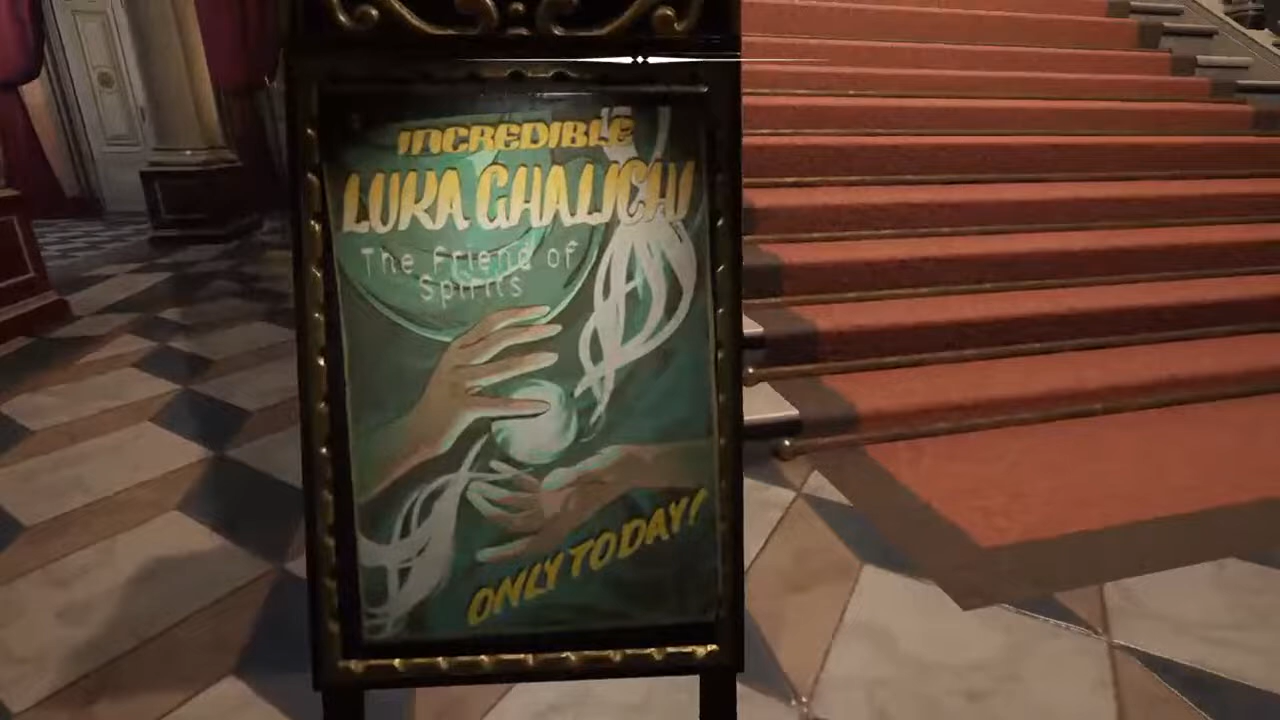 INCREDIBLE
LUKA GHALICHI
The Friend of
Spirits
ONLY TODAY!